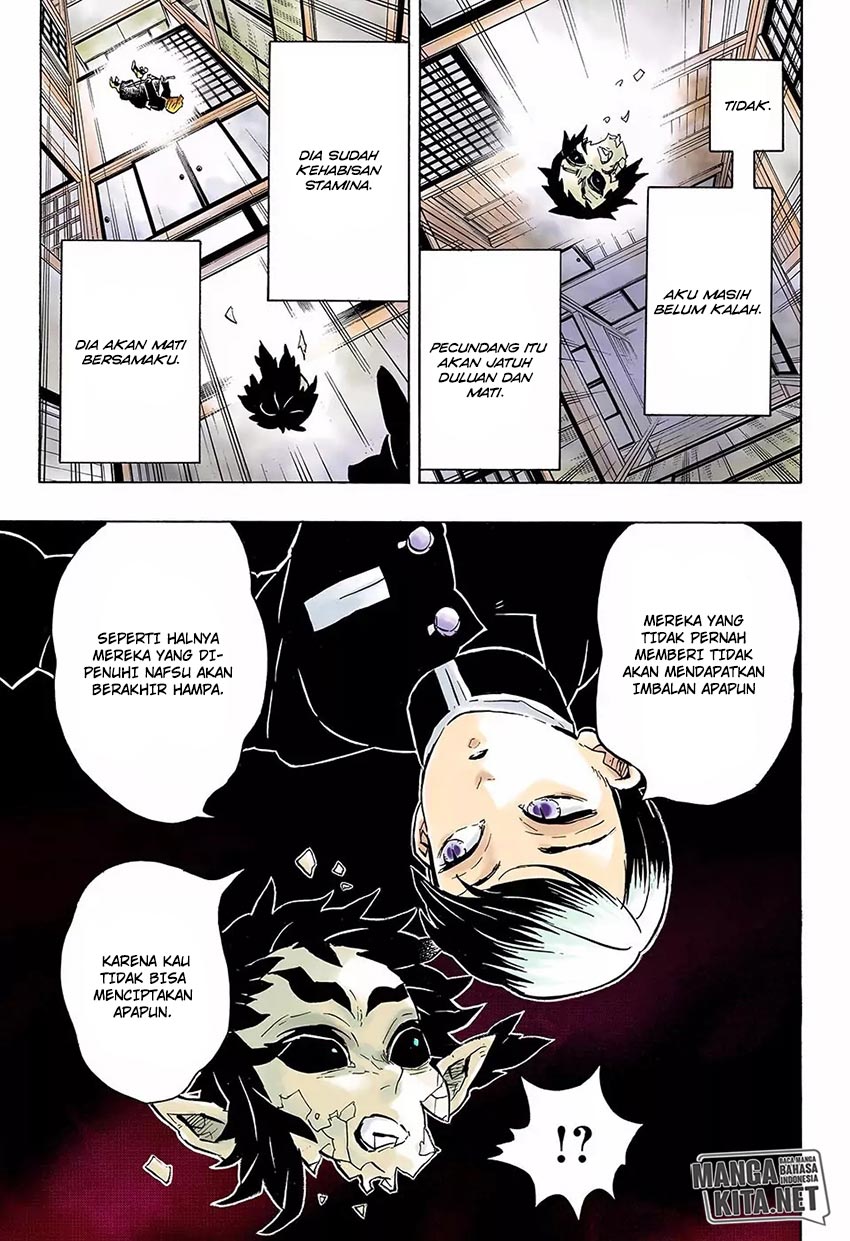 TIDAK.
AKU MASIH
BELUM KALAH.
PECUNDANG ITU
AKAN JATUH
DULUAN DAN
MATI.
DIA SUDAH
KEHABISAN
STAMINA.
DIA AKAN MATI
BERSAMAKU.
MEREKA YANG
TIDAK PERNAH
MEMBERI TIDAK
AKAN MENDAPATKAN
IMBALAN APAPUN
SEPERTI HALNYA
MEREKA YANG DI-
PENUHI NAFSU AKAN
BERAKHIR HAMPA.
KARENA KAU
TIDAK BISA
MENCIPTAKAN
APAPUN.
!?
MANGA
BACA MANGA
BAHASA
INDONESIA
KITA.NET